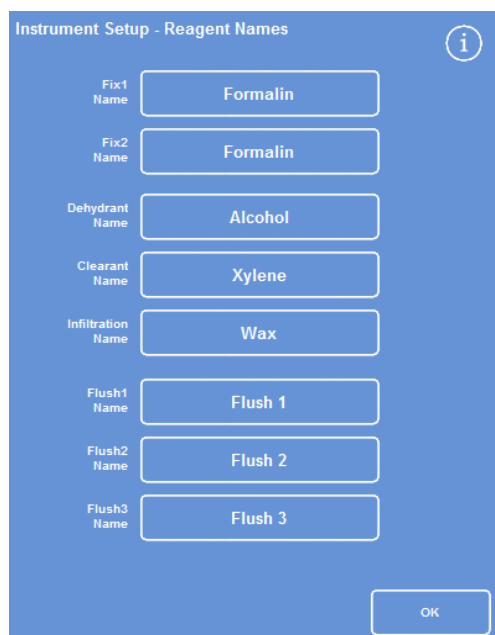 Instrument Setup - Reagent Names
i
Fix1
Name
Formalin
Fix2
Name
Formalin
Dehydrant
Name
Alcohol
Clearant
Name
Xylene
Infiltration
Name
Wax
Flush1
Name
Flush 1
Flush2
Name
Flush 2
Flush3
Name
Flush 3
OK